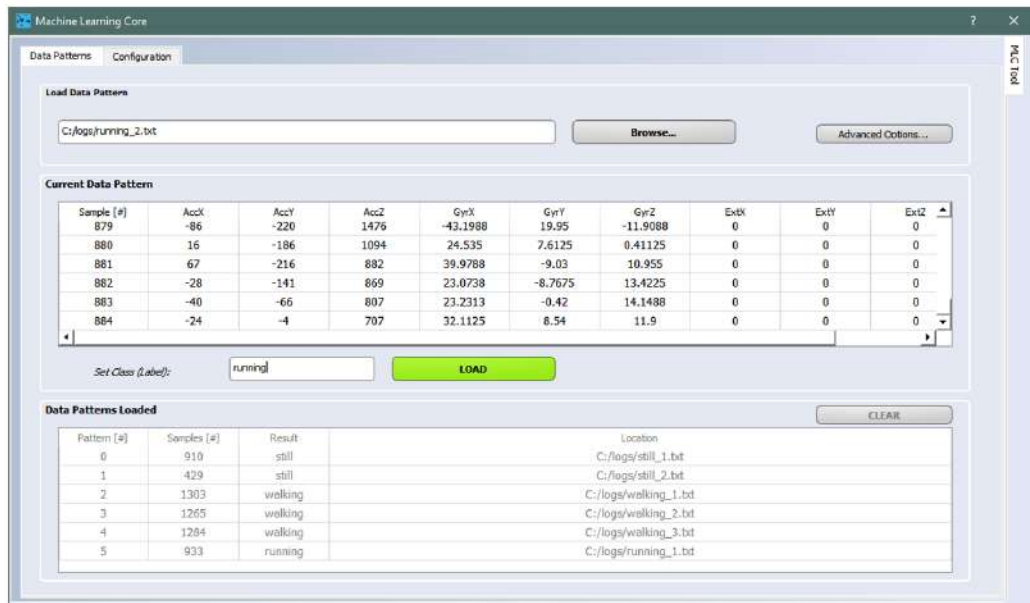 Machine Learning Core ? ×
MLC Tool
Data Patterns Configuration
Load Data Pattern
C:/logs/running_2.txt Browse... Advanced Options...
Current Data Pattern
Sample [#] AccX AccY AccZ GyrX GyrY GyrZ ExtX ExtY ExtZ
879 -86 -220 1476 -43.1988 19.95 -11.9088 0 0 0
880 16 -186 1094 24.535 7.6125 0.41125 0 0 0
881 67 -216 882 39.9788 -9.03 10.955 0 0 0
882 -28 -141 869 23.0738 -8.7675 13.4225 0 0 0
883 -40 -66 807 23.2313 -0.42 14.1488 0 0 0
884 -24 -4 707 32.1125 8.54 11.9 0 0 0
Set Class (Label): running LOAD
Data Patterns Loaded CLEAR
Pattern [#] Samples [#] Result Location
0 910 still C:/logs/still_1.txt
1 429 still C:/logs/still_2.txt
2 1303 walking C:/logs/walking_1.txt
3 1265 walking C:/logs/walking_2.txt
4 1284 walking C:/logs/walking_3.txt
5 933 running C:/logs/running_1.txt